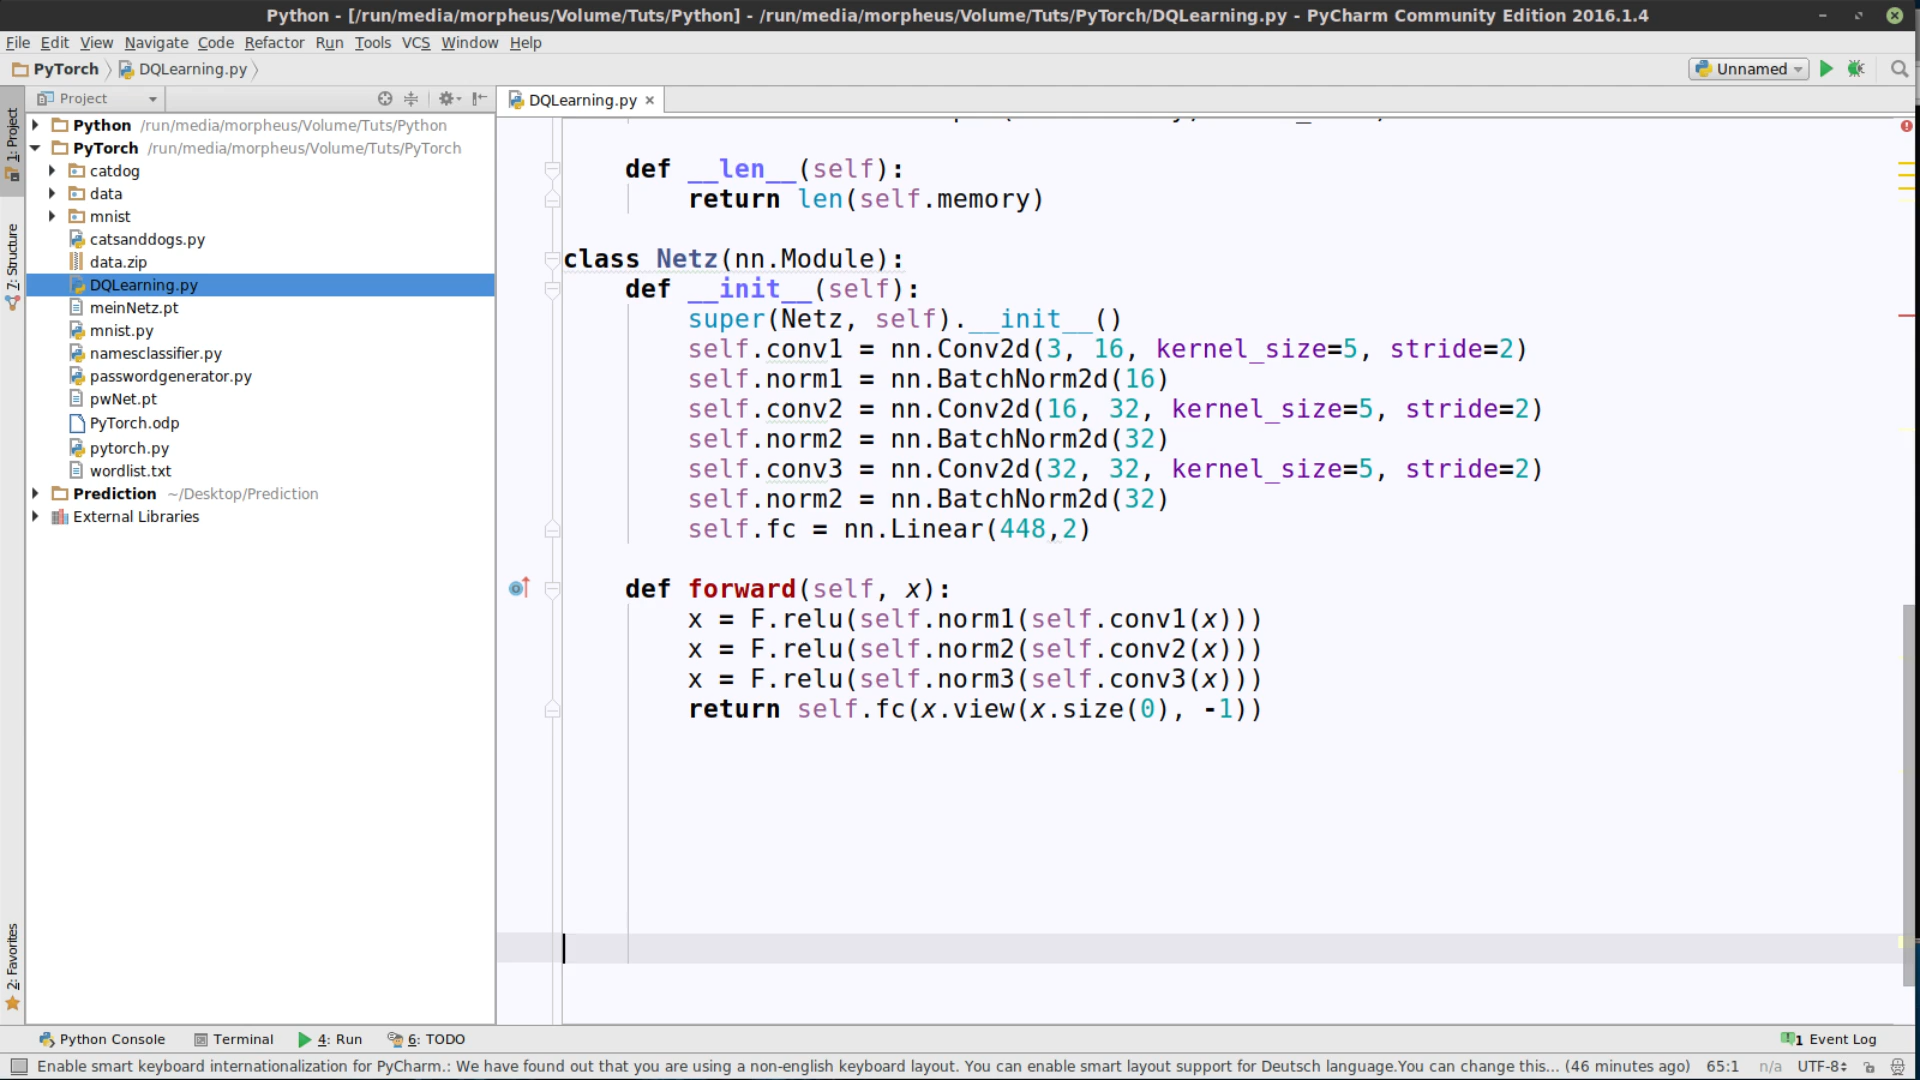 Python - [/run/media/morpheus/Volume/Tuts/Python] - /run/media/morpheus/Volume/Tuts/PyTorch/DQLearning.py - PyCharm Community Edition 2016.1.4
File Edit View Navigate Code Refactor Run Tools VCS Window Help
PyTorch DQLearning.py Unnamed
Project
DQLearning.py
1: Project
7: Structure
2: Favorites
Python /run/media/morpheus/Volume/Tuts/Python
PyTorch /run/media/morpheus/Volume/Tuts/PyTorch
catdog
data
mnist
catsanddogs.py
data.zip
DQLearning.py
meinNetz.pt
mnist.py
namesclassifier.py
passwordgenerator.py
pwNet.pt
PyTorch.odp
pytorch.py
wordlist.txt
Prediction ~/Desktop/Prediction
External Libraries
def __len__(self):
return len(self.memory)
class Netz(nn.Module):
def __init__(self):
super(Netz, self).__init__()
self.conv1 = nn.Conv2d(3, 16, kernel_size=5, stride=2)
self.norm1 = nn.BatchNorm2d(16)
self.conv2 = nn.Conv2d(16, 32, kernel_size=5, stride=2)
self.norm2 = nn.BatchNorm2d(32)
self.conv3 = nn.Conv2d(32, 32, kernel_size=5, stride=2)
self.norm2 = nn.BatchNorm2d(32)
self.fc = nn.Linear(448,2)
def forward(self, x):
x = F.relu(self.norm1(self.conv1(x)))
x = F.relu(self.norm2(self.conv2(x)))
x = F.relu(self.norm3(self.conv3(x)))
return self.fc(x.view(x.size(0), -1))
Python Console Terminal 4: Run 6: TODO 1 Event Log
Enable smart keyboard internationalization for PyCharm.: We have found out that you are using a non-english keyboard layout. You can enable smart layout support for Deutsch language.You can change this... (46 minutes ago) 65:1 n/a UTF-8